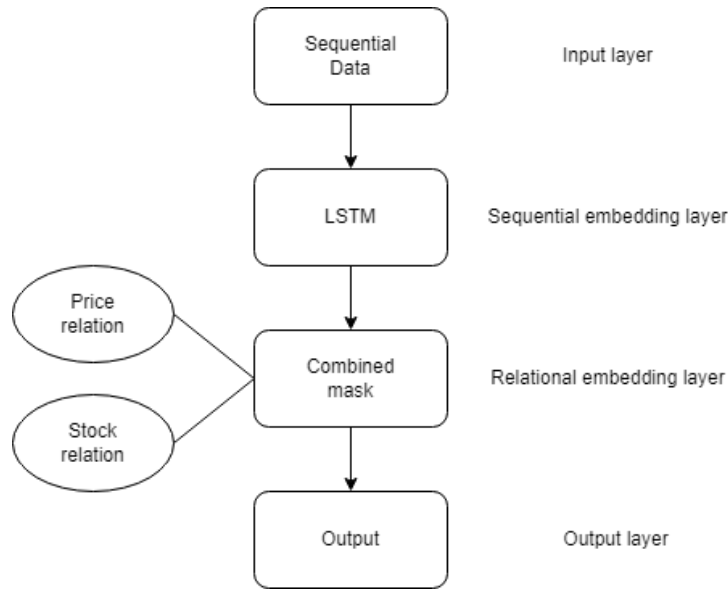 Sequential
Data
Input layer
LSTM
Sequential embedding layer
Price
relation
Combined
mask
Relational embedding layer
Stock
relation
Output
Output layer